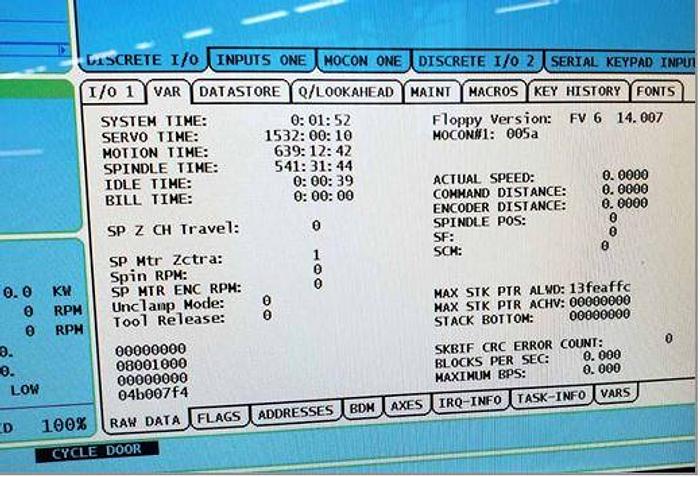 DISCRETE I/O INPUTS ONE MOCON ONE DISCRETE I/O 2 SERIAL KEYPAD INPU
I/O 1 VAR DATASTORE Q/LOOKAHEAD MAINT MACROS KEY HISTORY FONTS
SYSTEM TIME: 0:01:52
SERVO TIME: 1532:00:10
MOTION TIME: 639:12:42
SPINDLE TIME: 541:31:44
IDLE TIME: 0:00:39
BILL TIME: 0:00:00
SP Z CH Travel: 0
SP Mtr Zctra: 1
Spin RPM: 0
SP MTR ENC RPM: 0
Unclamp Mode: 0
Tool Release: 0
00000000
08001000
00000000
04b007f4
Floppy Version: FV 6 14.007
MOCON#1: 005a
ACTUAL SPEED: 0.0000
COMMAND DISTANCE: 0.0000
ENCODER DISTANCE: 0.0000
SPINDLE POS: 0
SF: 0
SCM: 0
MAX STK PTR ALWD: 13feaffc
MAX STK PTR ACHV: 00000000
STACK BOTTOM: 00000000
SKBIF CRC ERROR COUNT: 0
BLOCKS PER SEC: 0.000
MAXIMUM BPS: 0.000
RAW DATA FLAGS ADDRESSES BDM AXES IRQ-INFO TASK-INFO VARS
0.0 KW
0 RPM
0 RPM
0.
0.
LOW
100%
CYCLE DOOR